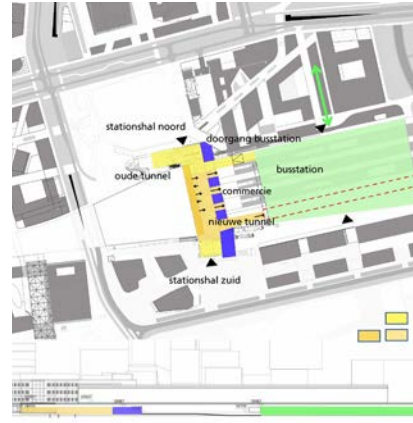 stationshal noord
doorgang busstation
oude tunnel
busstation
commercie
nieuwe tunnel
stationshal zuid